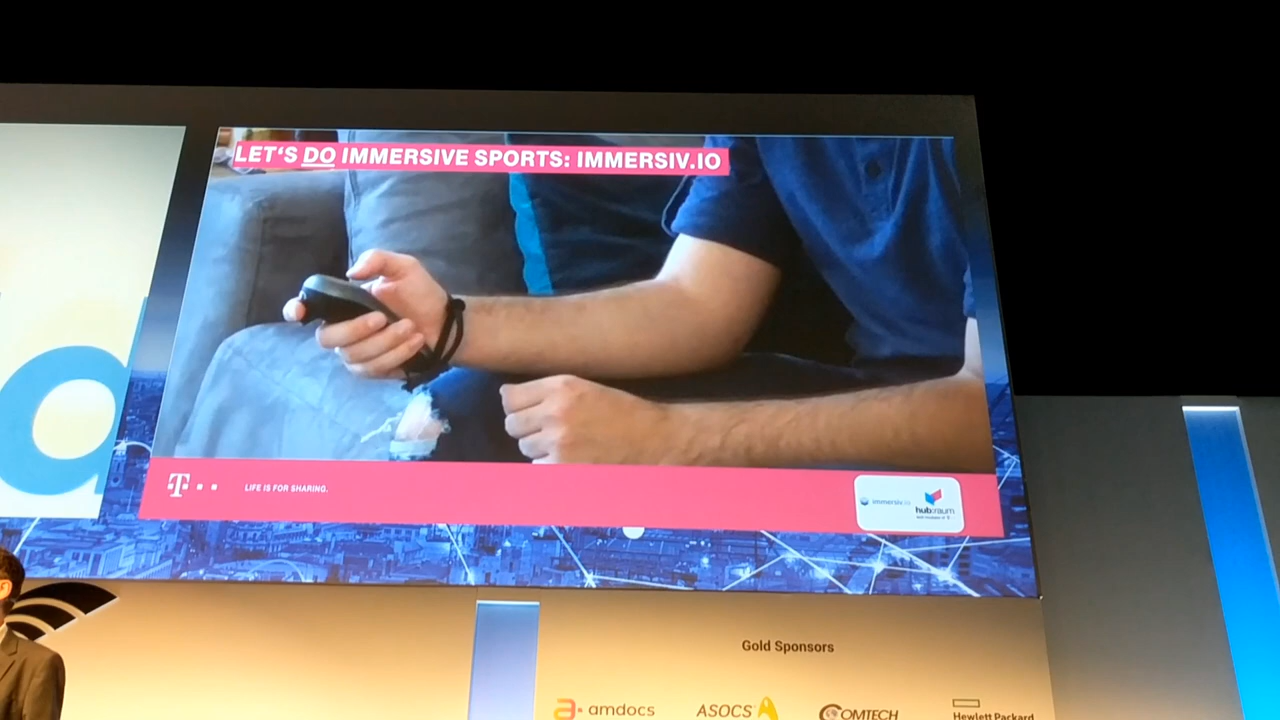 LET'S DO IMMERSIVE SPORTS: IMMERSIV.IO
T
LIFE IS FOR SHARING.
immersiv.io
hub:raum
Gold Sponsors
amdocs
ASOCS
COMTECH
Hewlett Packard